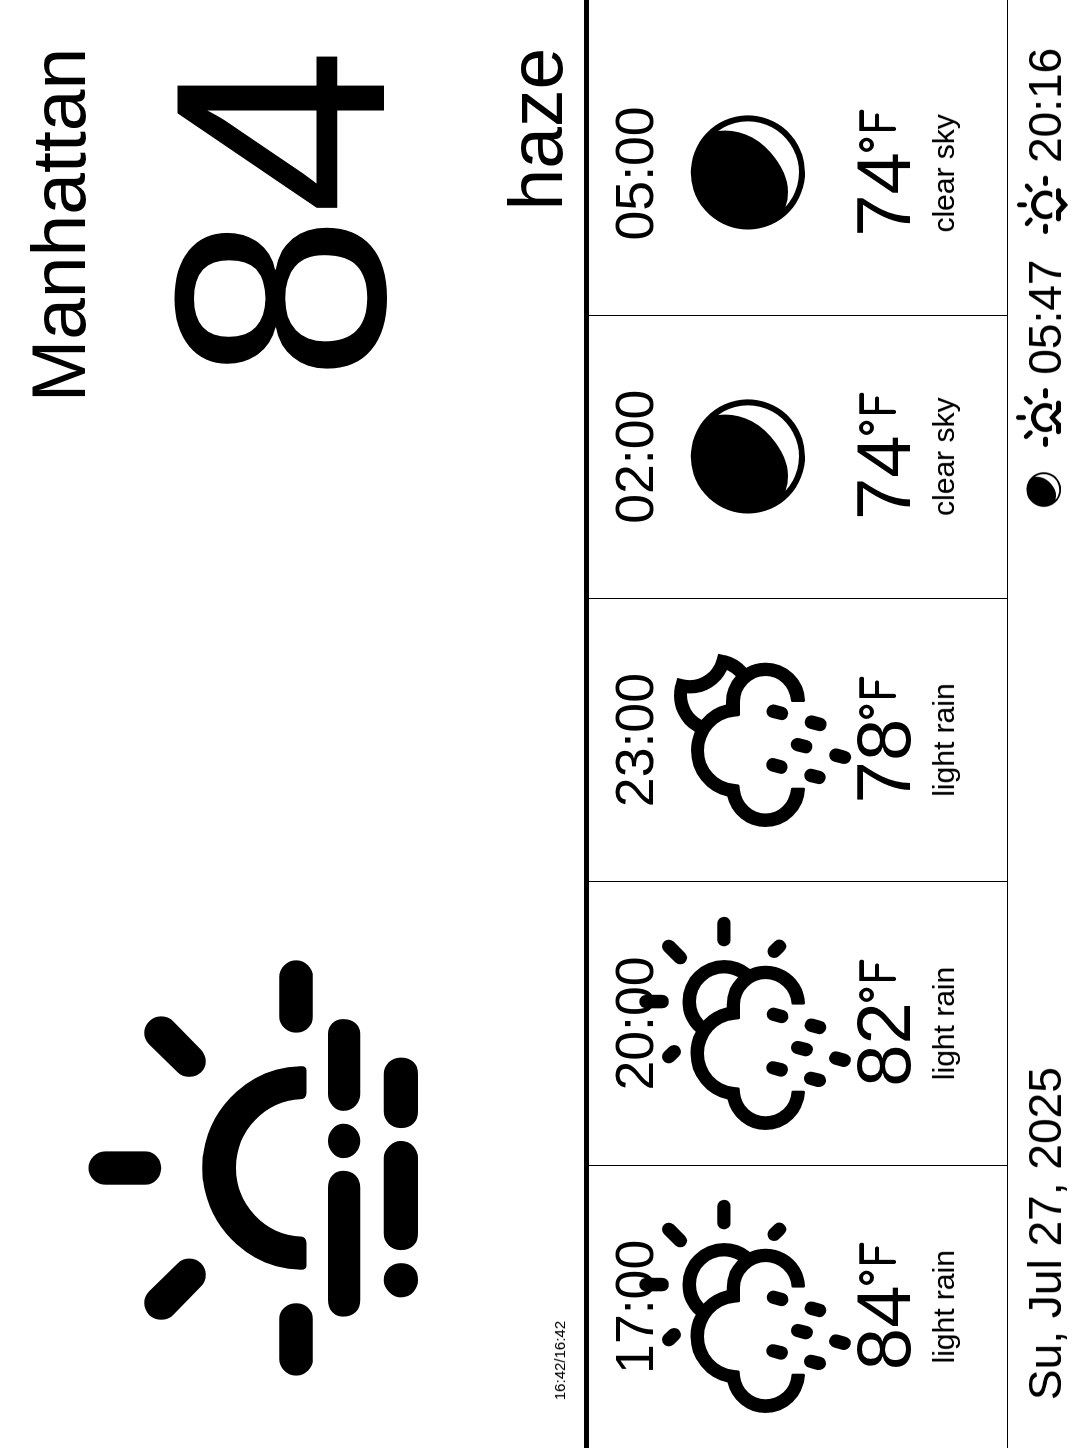 Manhattan
84
haze
16:42/16:42
17:00 20:00 23:00 02:00 05:00
84°F 82°F 78°F 74°F 74°F
light rain light rain light rain clear sky clear sky
Su, Jul 27, 2025 05:47 20:16